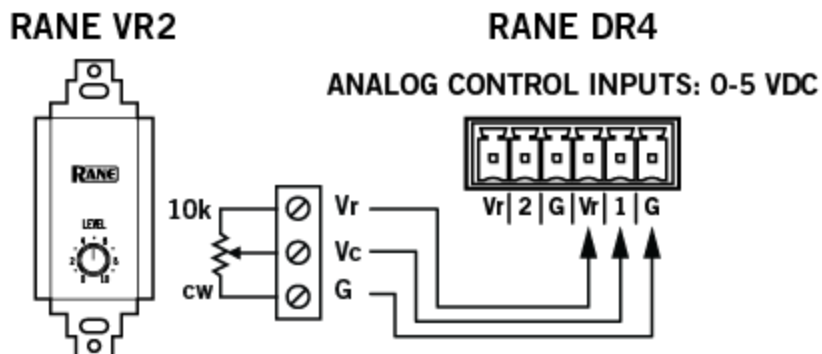 RANE VR2
RANE DR4
ANALOG CONTROL INPUTS: 0-5 VDC
RANE
LEVEL
10k
cw
Vr
Vc
G
Vr 2 G Vr 1 G